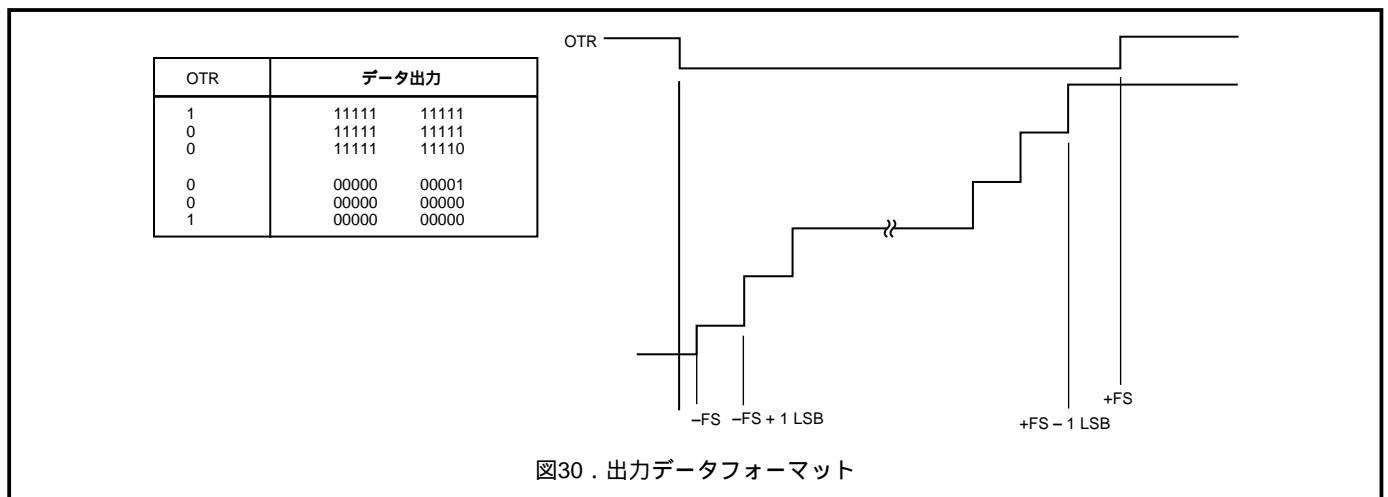 OTR データ出力
1 11111 11111
0 11111 11111
0 11111 11110
0 00000 00001
0 00000 00000
1 00000 00000
OTR
–FS –FS + 1 LSB
+FS – 1 LSB
+FS
図30．出力データフォーマット